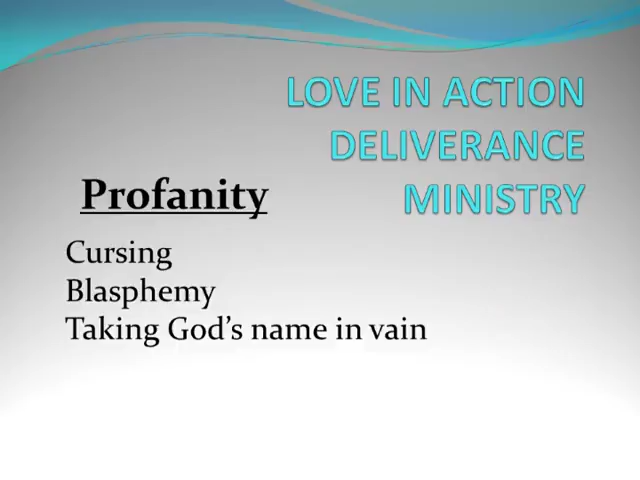 LOVE IN ACTION
DELIVERANCE
MINISTRY
Profanity
Cursing
Blasphemy
Taking God’s name in vain